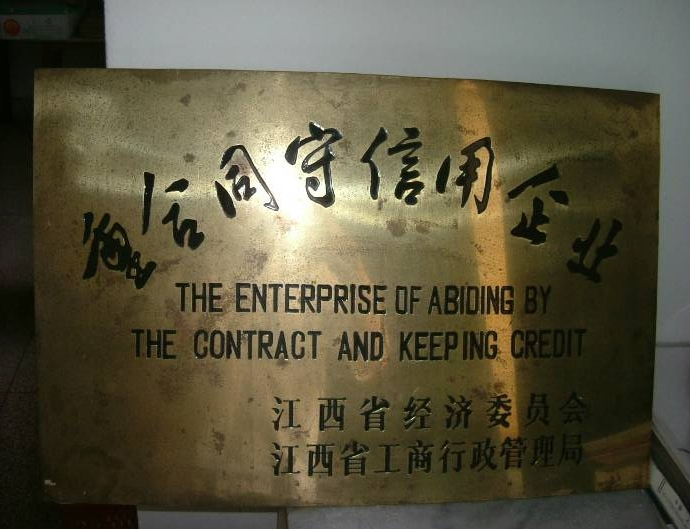 重合同守信用企业
THE ENTERPRISE OF ABIDING BY
THE CONTRACT AND KEEPING CREDIT
江西省经济委员会
江西省工商行政管理局